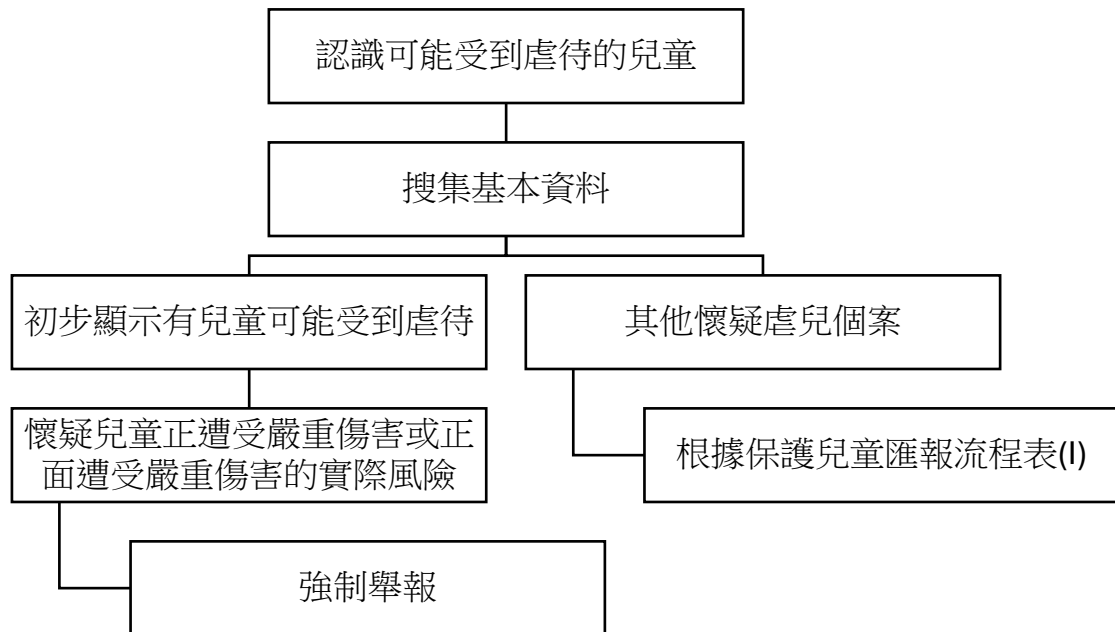 認識可能受到虐待的兒童
搜集基本資料
初步顯示有兒童可能受到虐待
其他懷疑虐兒個案
懷疑兒童正遭受嚴重傷害或正
面遭受嚴重傷害的實際風險
根據保護兒童匯報流程表(I)
強制舉報